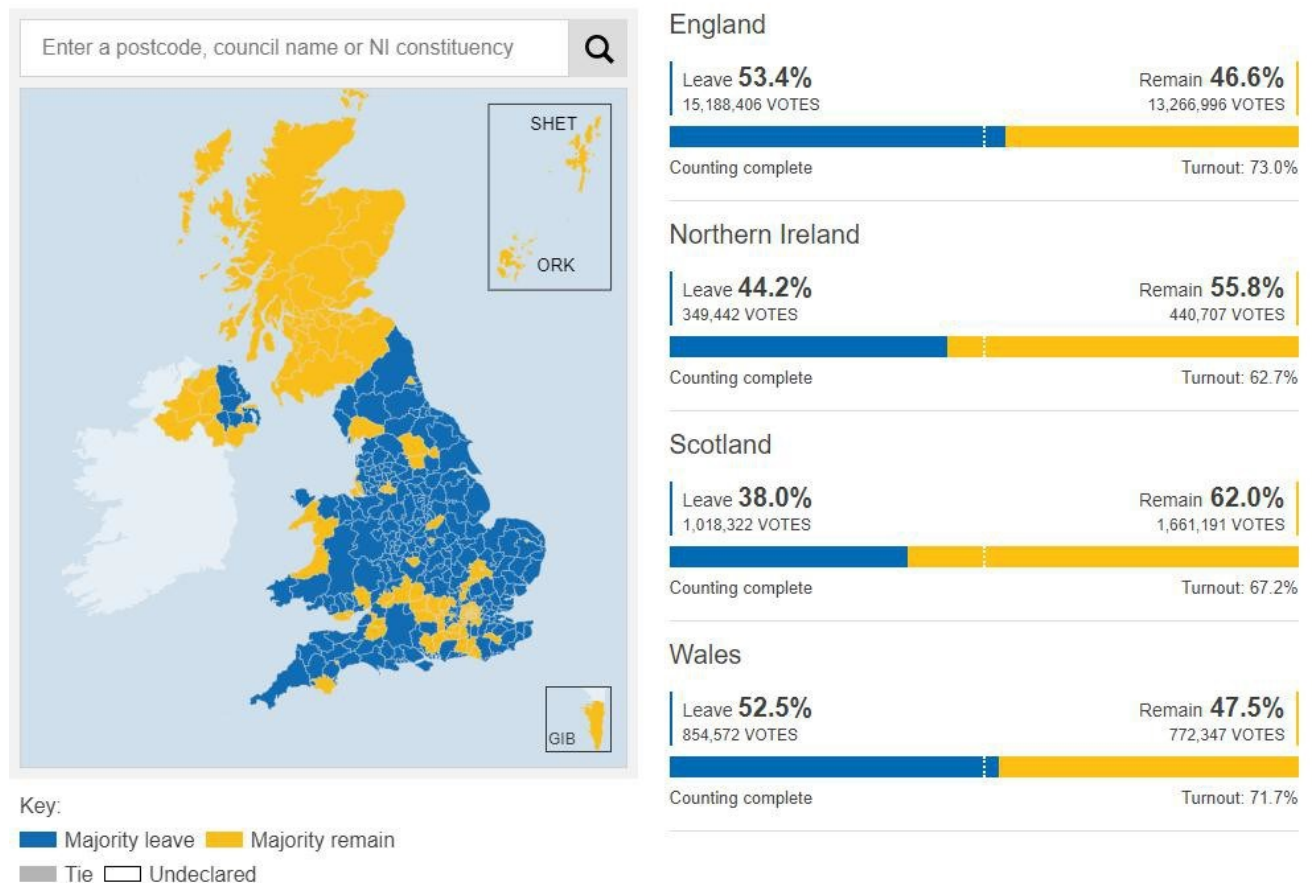 Enter a postcode, council name or NI constituency
SHET
ORK
GIB
Key:
Majority leave Majority remain
Tie Undeclared
England
Leave 53.4% Remain 46.6%
15,188,406 VOTES 13,266,996 VOTES
Counting complete Turnout: 73.0%
Northern Ireland
Leave 44.2% Remain 55.8%
349,442 VOTES 440,707 VOTES
Counting complete Turnout: 62.7%
Scotland
Leave 38.0% Remain 62.0%
1,018,322 VOTES 1,661,191 VOTES
Counting complete Turnout: 67.2%
Wales
Leave 52.5% Remain 47.5%
854,572 VOTES 772,347 VOTES
Counting complete Turnout: 71.7%